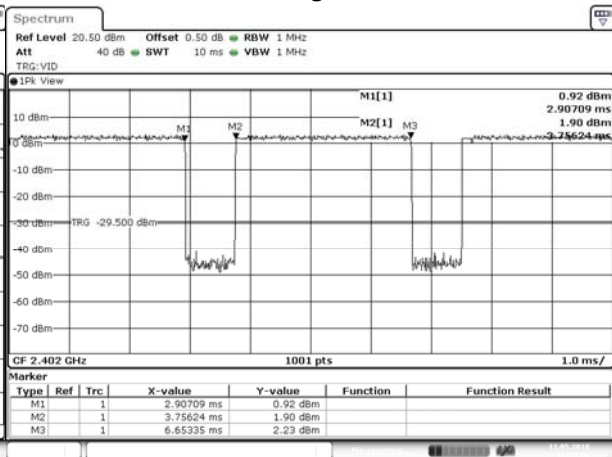 Spectrum
Ref Level 20.50 dBm Offset 0.50 dB RBW 1 MHz
Att 40 dB SWT 10 ms VBW 1 MHz
TRG:VID
1Pk View
M1[1] 0.92 dBm
2.90709 ms
10 dBm M1 M2 M2[1] M3 1.90 dBm
3.75624 ms
0 dBm
-10 dBm
-20 dBm
-30 dBm TRG -29.500 dBm
-40 dBm
-50 dBm
-60 dBm
-70 dBm
CF 2.402 GHz 1001 pts 1.0 ms/
Marker
Type Ref Trc X-value Y-value Function Function Result
M1 1 2.90709 ms 0.92 dBm
M2 1 3.75624 ms 1.90 dBm
M3 1 6.65335 ms 2.23 dBm